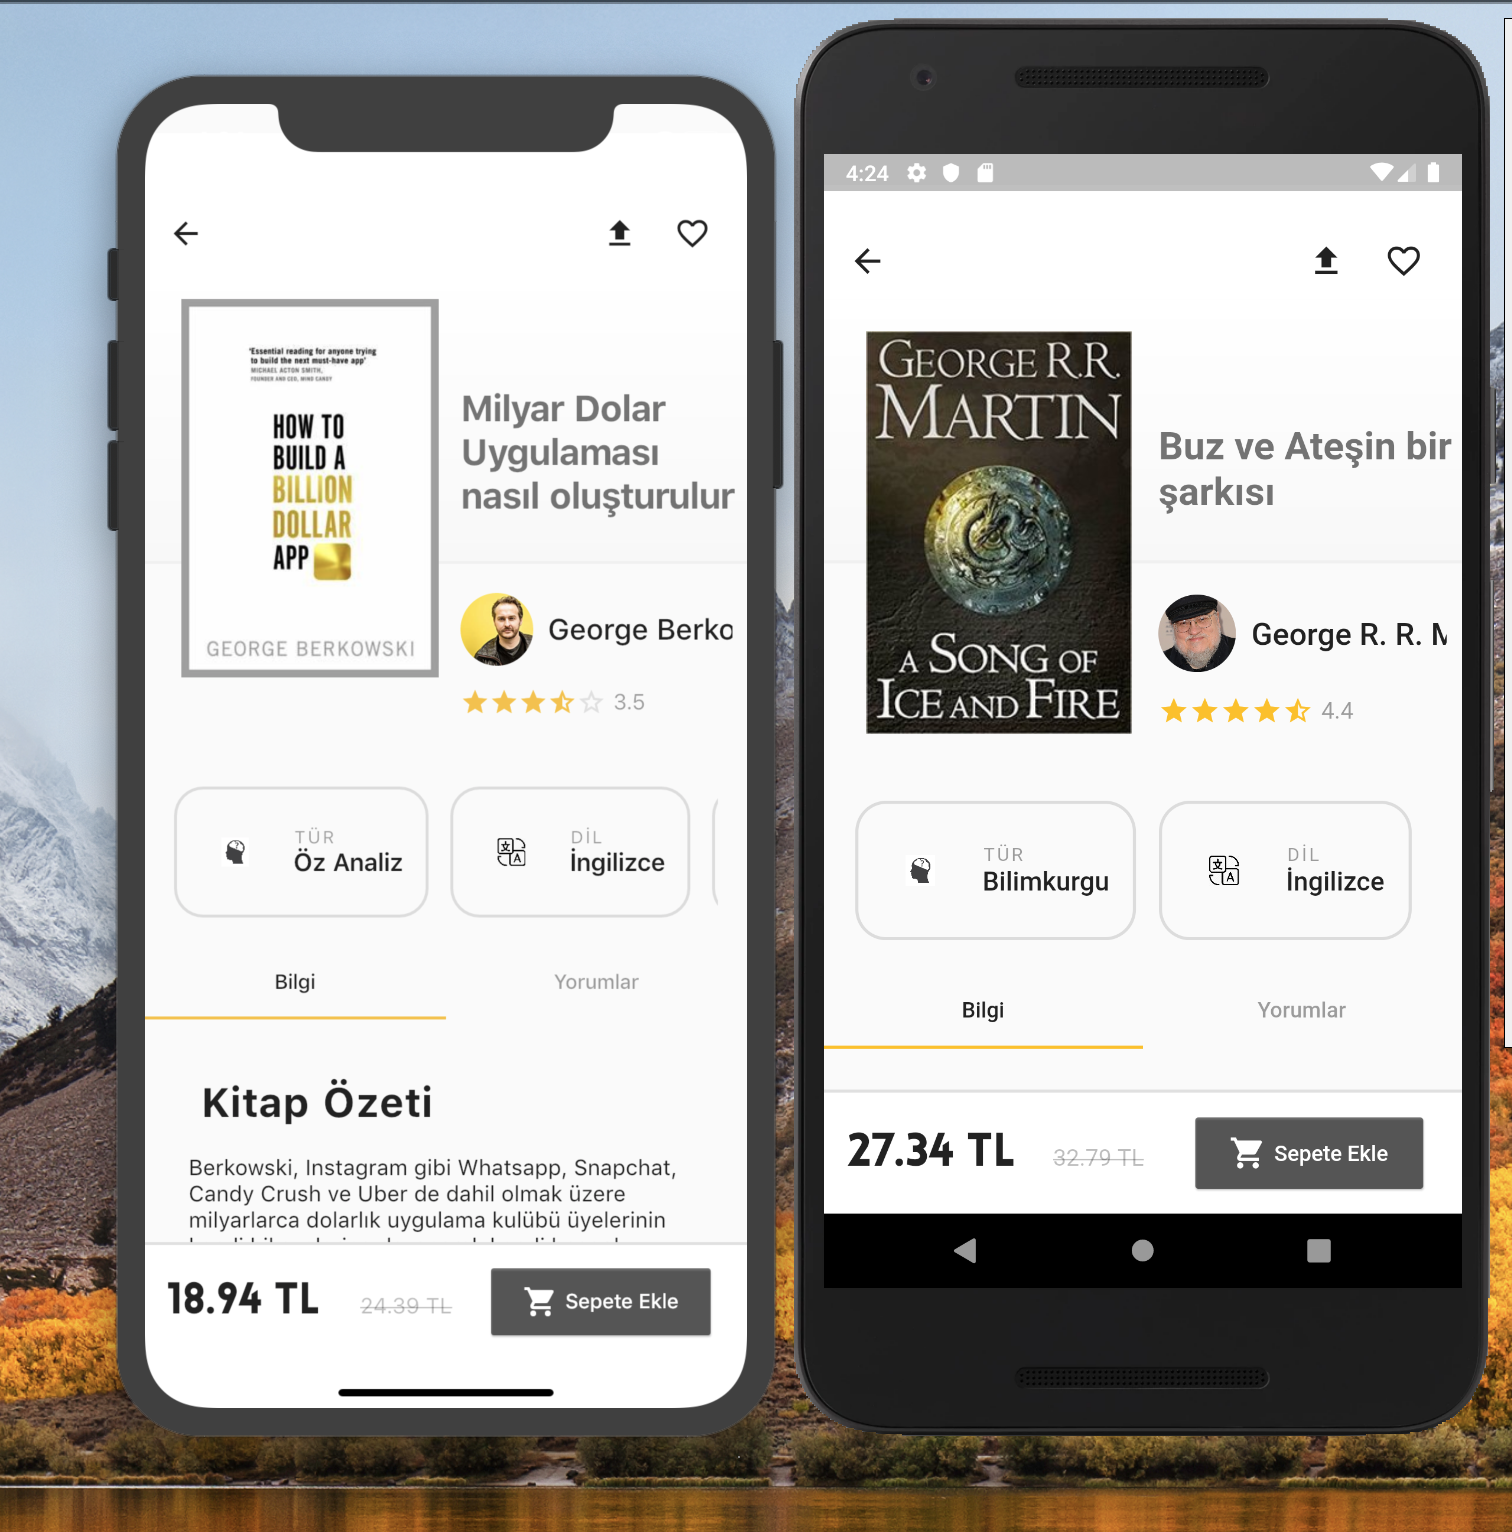 'Essential reading for anyone trying
to build the next must-have app'
MICHAEL ACTON SMITH,
FOUNDER AND CEO, MIND CANDY
HOW TO
BUILD A
BILLION
DOLLAR
APP
GEORGE BERKOWSKI
Milyar Dolar
Uygulaması
nasıl oluşturulur
George Berko
3.5
TÜR
Öz Analiz
DİL
İngilizce
Bilgi
Yorumlar
Kitap Özeti
Berkowski, Instagram gibi Whatsapp, Snapchat,
Candy Crush ve Uber de dahil olmak üzere
milyarlarca dolarlık uygulama kulübü üyelerinin
18.94 TL
24.39 TL
Sepete Ekle
4:24
GEORGE R.R.
MARTIN
A SONG OF
ICE AND FIRE
Buz ve Ateşin bir
şarkısı
George R. R.
4.4
TÜR
Bilimkurgu
DİL
İngilizce
Bilgi
Yorumlar
27.34 TL
32.79 TL
Sepete Ekle